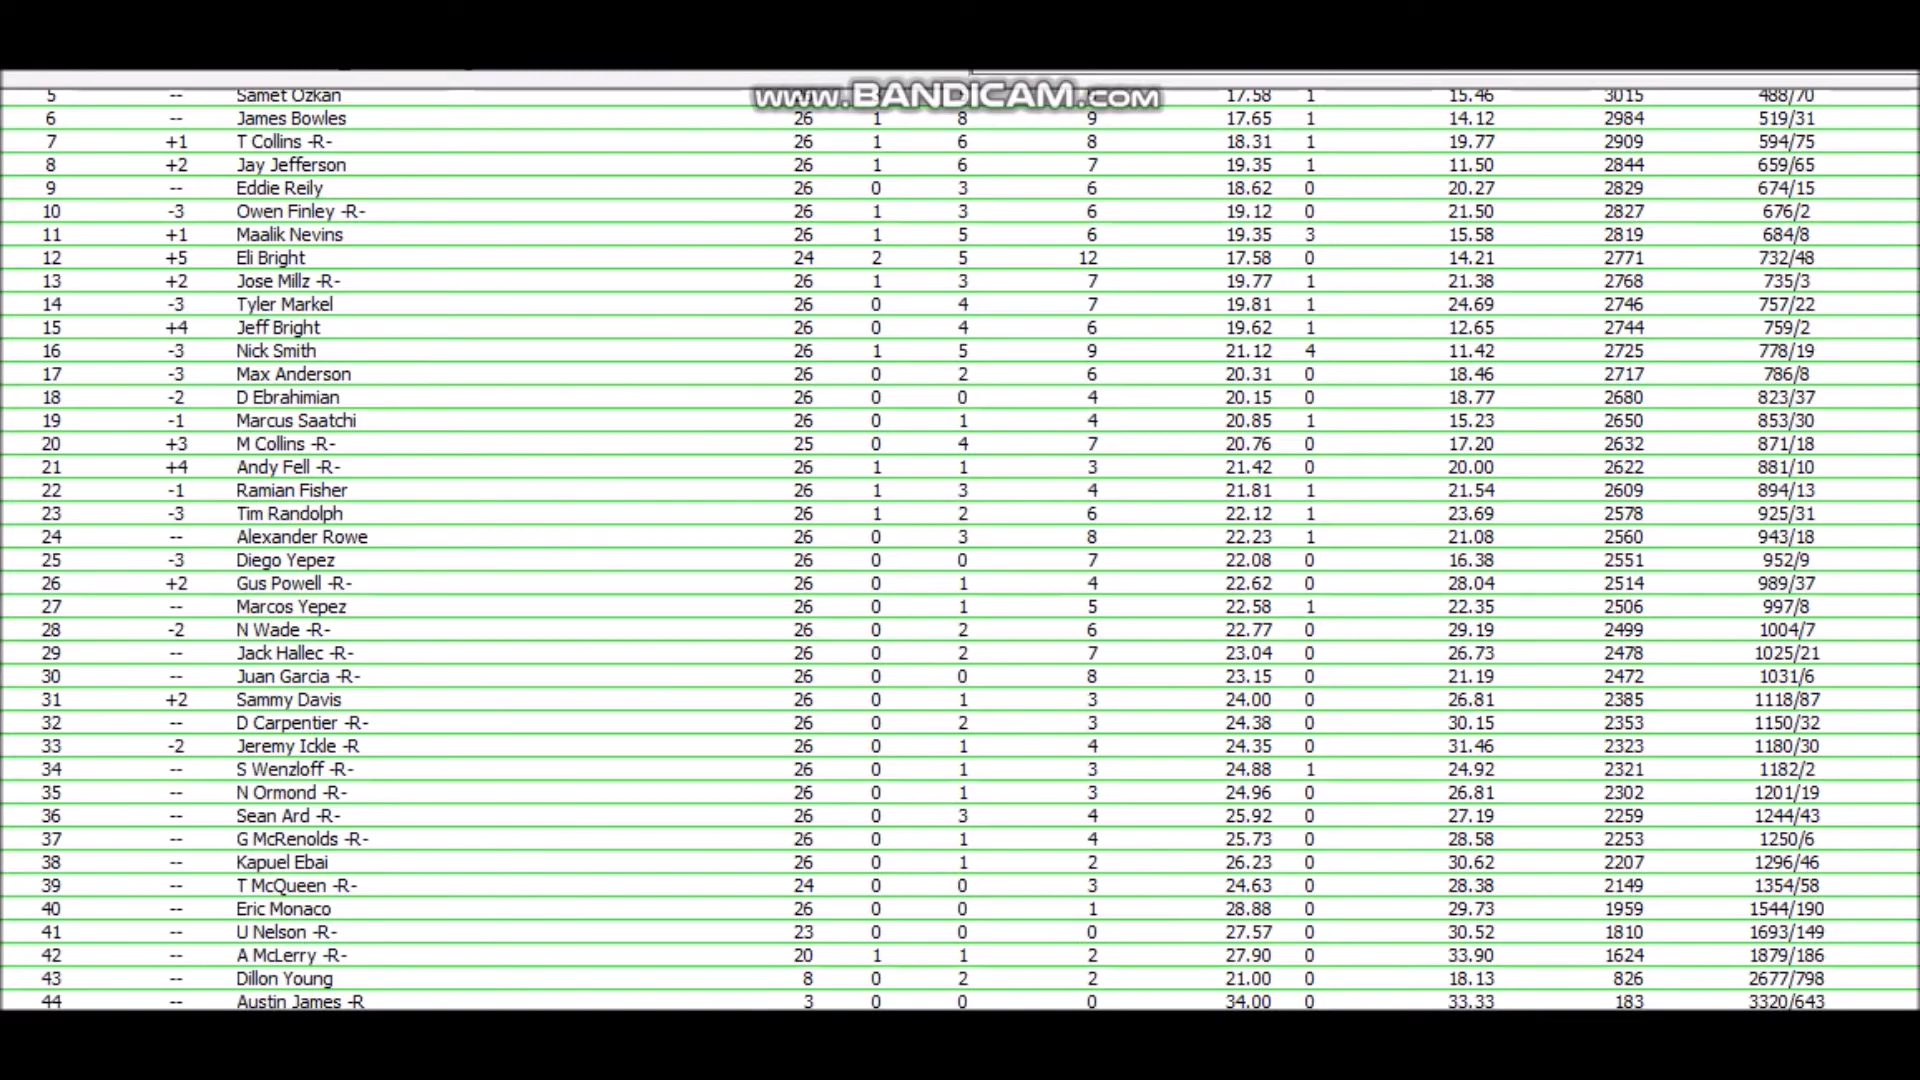 www.BANDICAM.com
5 -- Samet Ozkan 17.58 1 15.46 3015 488/70
6 -- James Bowles 26 1 8 9 17.65 1 14.12 2984 519/31
7 +1 T Collins -R- 26 1 6 8 18.31 1 19.77 2909 594/75
8 +2 Jay Jefferson 26 1 6 7 19.35 1 11.50 2844 659/65
9 -- Eddie Reily 26 0 3 6 18.62 0 20.27 2829 674/15
10 -3 Owen Finley -R- 26 1 3 6 19.12 0 21.50 2827 676/2
11 +1 Maalik Nevins 26 1 5 6 19.35 3 15.58 2819 684/8
12 +5 Eli Bright 24 2 5 12 17.58 0 14.21 2771 732/48
13 +2 Jose Millz -R- 26 1 3 7 19.77 1 21.38 2768 735/3
14 -3 Tyler Markel 26 0 4 7 19.81 1 24.69 2746 757/22
15 +4 Jeff Bright 26 0 4 6 19.62 1 12.65 2744 759/2
16 -3 Nick Smith 26 1 5 9 21.12 4 11.42 2725 778/19
17 -3 Max Anderson 26 0 2 6 20.31 0 18.46 2717 786/8
18 -2 D Ebrahimian 26 0 0 4 20.15 0 18.77 2680 823/37
19 -1 Marcus Saatchi 26 0 1 4 20.85 1 15.23 2650 853/30
20 +3 M Collins -R- 25 0 4 7 20.76 0 17.20 2632 871/18
21 +4 Andy Fell -R- 26 1 1 3 21.42 0 20.00 2622 881/10
22 -1 Ramian Fisher 26 1 3 4 21.81 1 21.54 2609 894/13
23 -3 Tim Randolph 26 1 2 6 22.12 1 23.69 2578 925/31
24 -- Alexander Rowe 26 0 3 8 22.23 1 21.08 2560 943/18
25 -3 Diego Yepez 26 0 0 7 22.08 0 16.38 2551 952/9
26 +2 Gus Powell -R- 26 0 1 4 22.62 0 28.04 2514 989/37
27 -- Marcos Yepez 26 0 1 5 22.58 1 22.35 2506 997/8
28 -2 N Wade -R- 26 0 2 6 22.77 0 29.19 2499 1004/7
29 -- Jack Hallec -R- 26 0 2 7 23.04 0 26.73 2478 1025/21
30 -- Juan Garcia -R- 26 0 0 8 23.15 0 21.19 2472 1031/6
31 +2 Sammy Davis 26 0 1 3 24.00 0 26.81 2385 1118/87
32 -- D Carpentier -R- 26 0 2 3 24.38 0 30.15 2353 1150/32
33 -2 Jeremy Ickle -R 26 0 1 4 24.35 0 31.46 2323 1180/30
34 -- S Wenzloff -R- 26 0 1 3 24.88 1 24.92 2321 1182/2
35 -- N Ormond -R- 26 0 1 3 24.96 0 26.81 2302 1201/19
36 -- Sean Ard -R- 26 0 3 4 25.92 0 27.19 2259 1244/43
37 -- G McRenolds -R- 26 0 1 4 25.73 0 28.58 2253 1250/6
38 -- Kapuel Ebai 26 0 1 2 26.23 0 30.62 2207 1296/46
39 -- T McQueen -R- 24 0 0 3 24.63 0 28.38 2149 1354/58
40 -- Eric Monaco 26 0 0 1 28.88 0 29.73 1959 1544/190
41 -- U Nelson -R- 23 0 0 0 27.57 0 30.52 1810 1693/149
42 -- A McLerry -R- 20 1 1 2 27.90 0 33.90 1624 1879/186
43 -- Dillon Young 8 0 2 2 21.00 0 18.13 826 2677/798
44 -- Austin James -R 3 0 0 0 34.00 0 33.33 183 3320/643